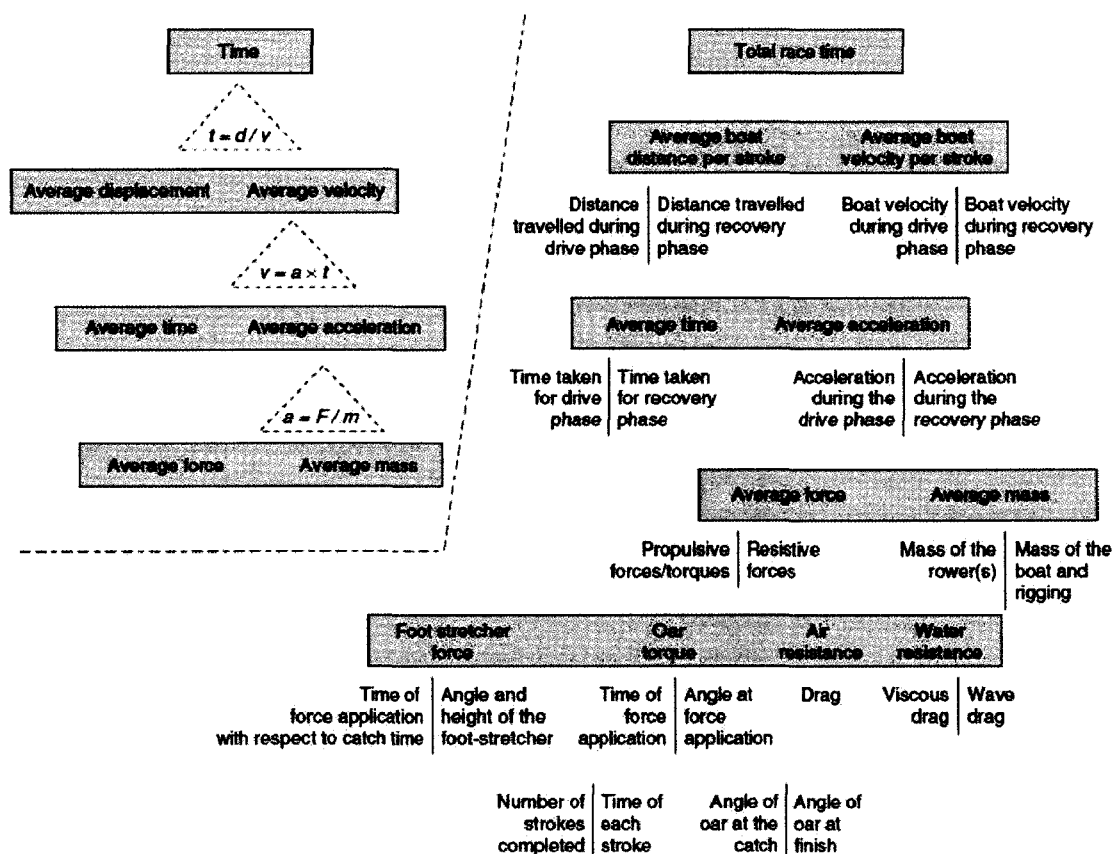 Time
t = d / v
Average displacement Average velocity
v = a × t
Average time Average acceleration
a = F / m
Average force Average mass
Total race time
Average boat Average boat
distance per stroke velocity per stroke
Distance Distance travelled Boat velocity Boat velocity
travelled during during recovery during drive during recovery
drive phase phase phase phase
Average time Average acceleration
Time taken Time taken Acceleration Acceleration
for drive for recovery during the during the
phase phase drive phase recovery phase
Average force Average mass
Propulsive Resistive Mass of the Mass of the
forces/torques forces rower(s) boat and
rigging
Foot stretcher Oar Air Water
force torque resistance resistance
Time of Angle and Time of Angle at Drag Viscous Wave
force application height of the force force drag drag
with respect to catch time foot-stretcher application application
Number of Time of Angle of Angle of
strokes each oar at the oar at
completed stroke catch finish